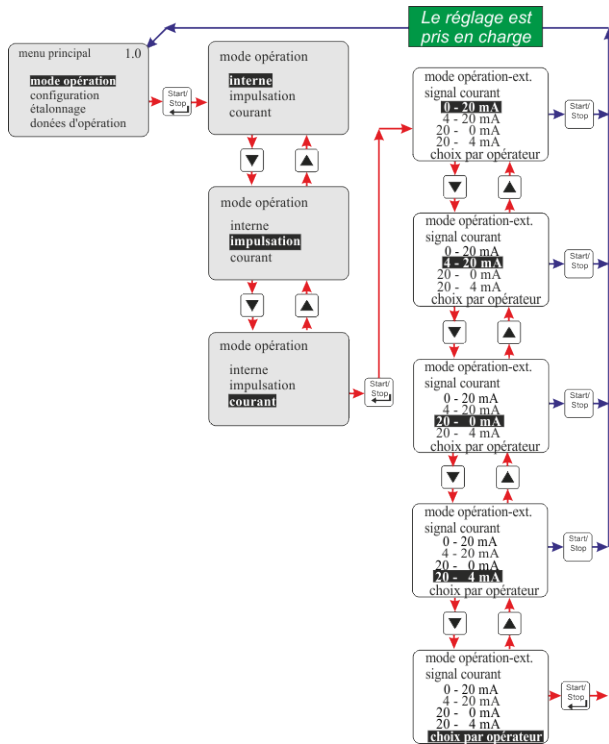 Le réglage est
pris en charge
menu principal 1.0
mode opération
configuration
étalonnage
donées d'opération
Start/
Stop
mode opération
interne
impulsation
courant
mode opération
interne
impulsation
courant
mode opération
interne
impulsation
courant
Start/
Stop
mode opération-ext.
signal courant
0 - 20 mA
4 - 20 mA
20 - 0 mA
20 - 4 mA
choix par opérateur
Start/
Stop
mode opération-ext.
signal courant
0 - 20 mA
4 - 20 mA
20 - 0 mA
20 - 4 mA
choix par opérateur
Start/
Stop
mode opération-ext.
signal courant
0 - 20 mA
4 - 20 mA
20 - 0 mA
20 - 4 mA
choix par opérateur
Start/
Stop
mode opération-ext.
signal courant
0 - 20 mA
4 - 20 mA
20 - 0 mA
20 - 4 mA
choix par opérateur
Start/
Stop
mode opération-ext.
signal courant
0 - 20 mA
4 - 20 mA
20 - 0 mA
20 - 4 mA
choix par opérateur
Start/
Stop